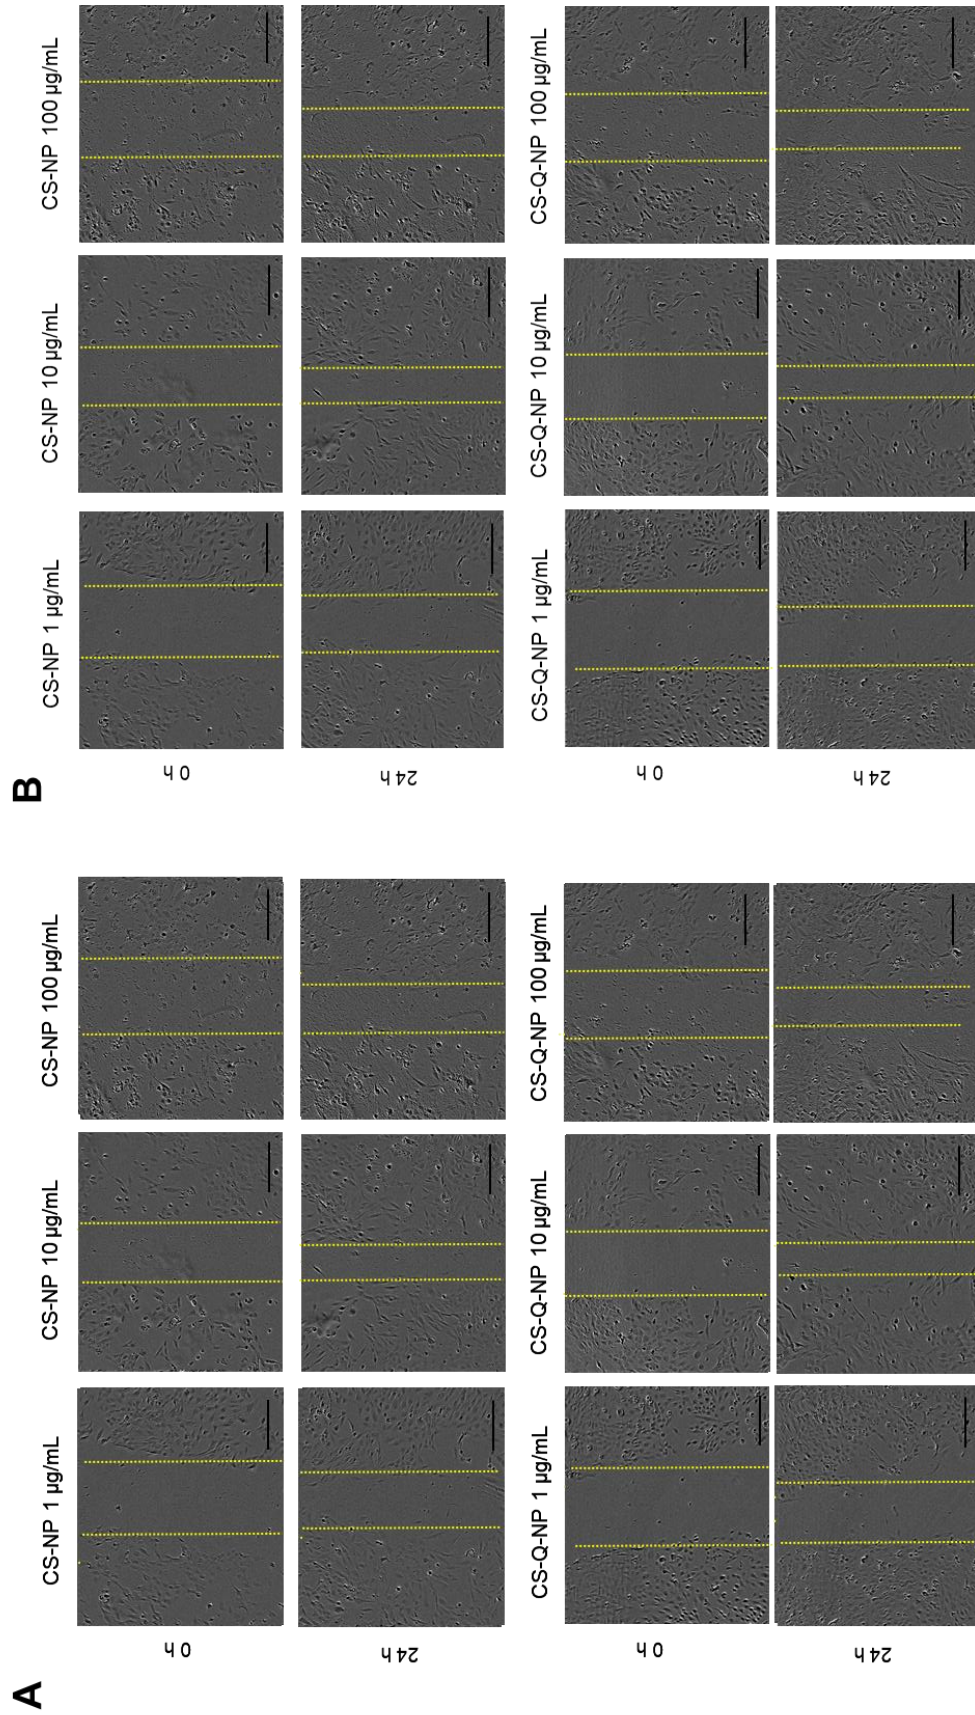 A
CS-NP 1 µg/mL
CS-NP 10 µg/mL
CS-NP 100 µg/mL
0 h
24 h
CS-Q-NP 1 µg/mL
CS-Q-NP 10 µg/mL
CS-Q-NP 100 µg/mL
0 h
24 h
B
CS-NP 1 µg/mL
CS-NP 10 µg/mL
CS-NP 100 µg/mL
0 h
24 h
CS-Q-NP 1 µg/mL
CS-Q-NP 10 µg/mL
CS-Q-NP 100 µg/mL
0 h
24 h